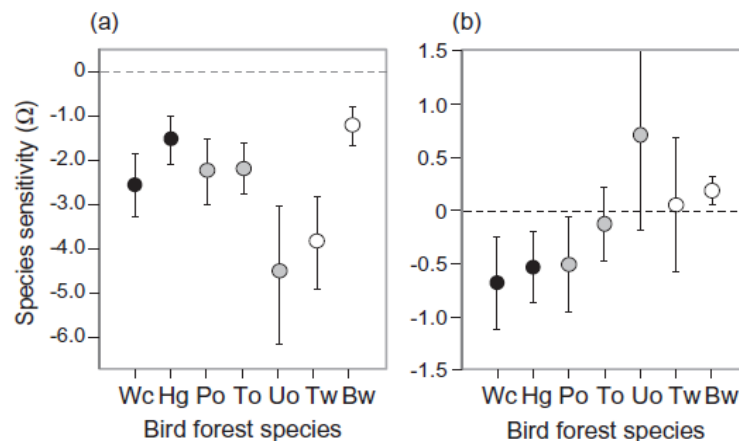 (a)
Species sensitivity (Ω)
0
-1.0
-2.0
-3.0
-4.0
-5.0
-6.0
Wc Hg Po To Uo Tw Bw
Bird forest species
(b)
1.5
1.0
0.5
0
-0.5
-1.0
-1.5
Wc Hg Po To Uo Tw Bw
Bird forest species